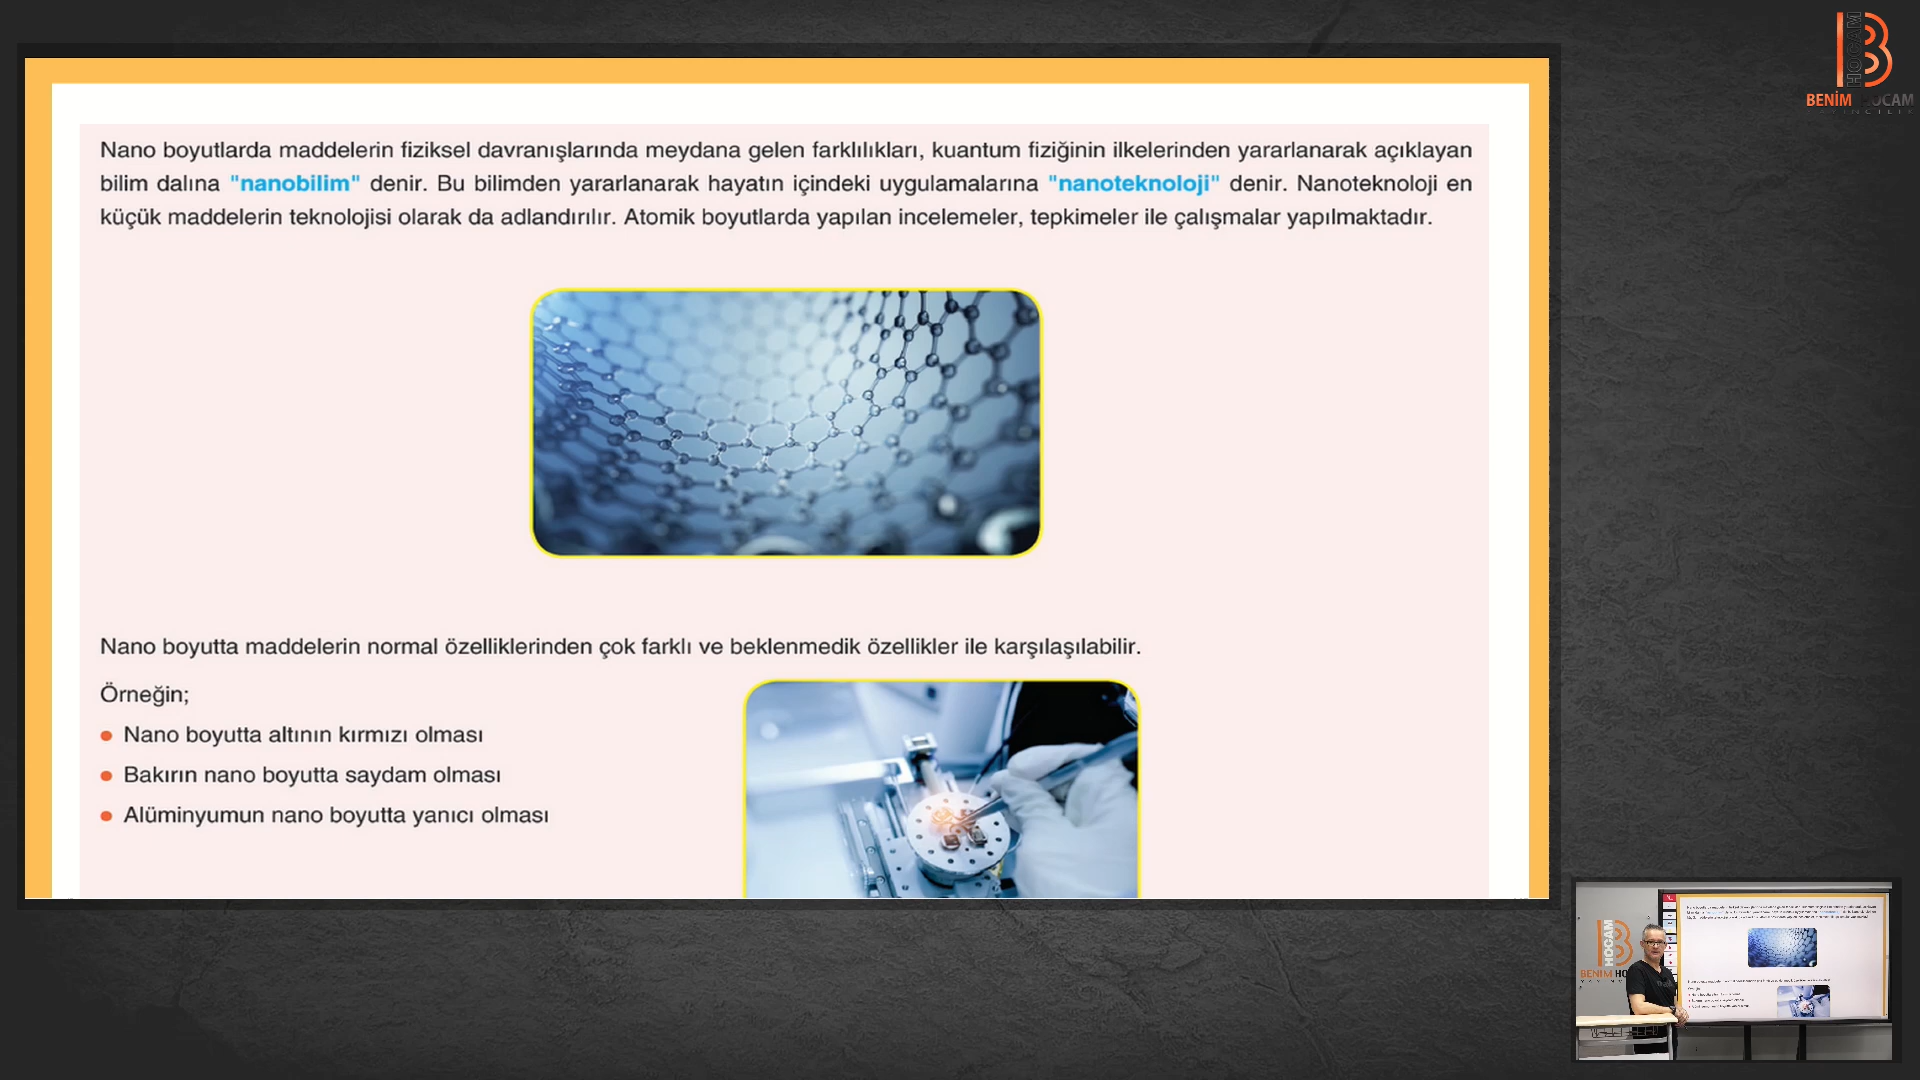 BENİM HOCAM
Nano boyutlarda maddelerin fiziksel davranışlarında meydana gelen farklılıkları, kuantum fiziğinin ilkelerinden yararlanarak açıklayan
bilim dalına "nanobilim" denir. Bu bilimden yararlanarak hayatın içindeki uygulamalarına "nanoteknoloji" denir. Nanoteknoloji en
küçük maddelerin teknolojisi olarak da adlandırılır. Atomik boyutlarda yapılan incelemeler, tepkimeler ile çalışmalar yapılmaktadır.
Nano boyutta maddelerin normal özelliklerinden çok farklı ve beklenmedik özellikler ile karşılaşılabilir.
Örneğin;
• Nano boyutta altının kırmızı olması
• Bakırın nano boyutta saydam olması
• Alüminyumun nano boyutta yanıcı olması
HOCAM
BENİM HO